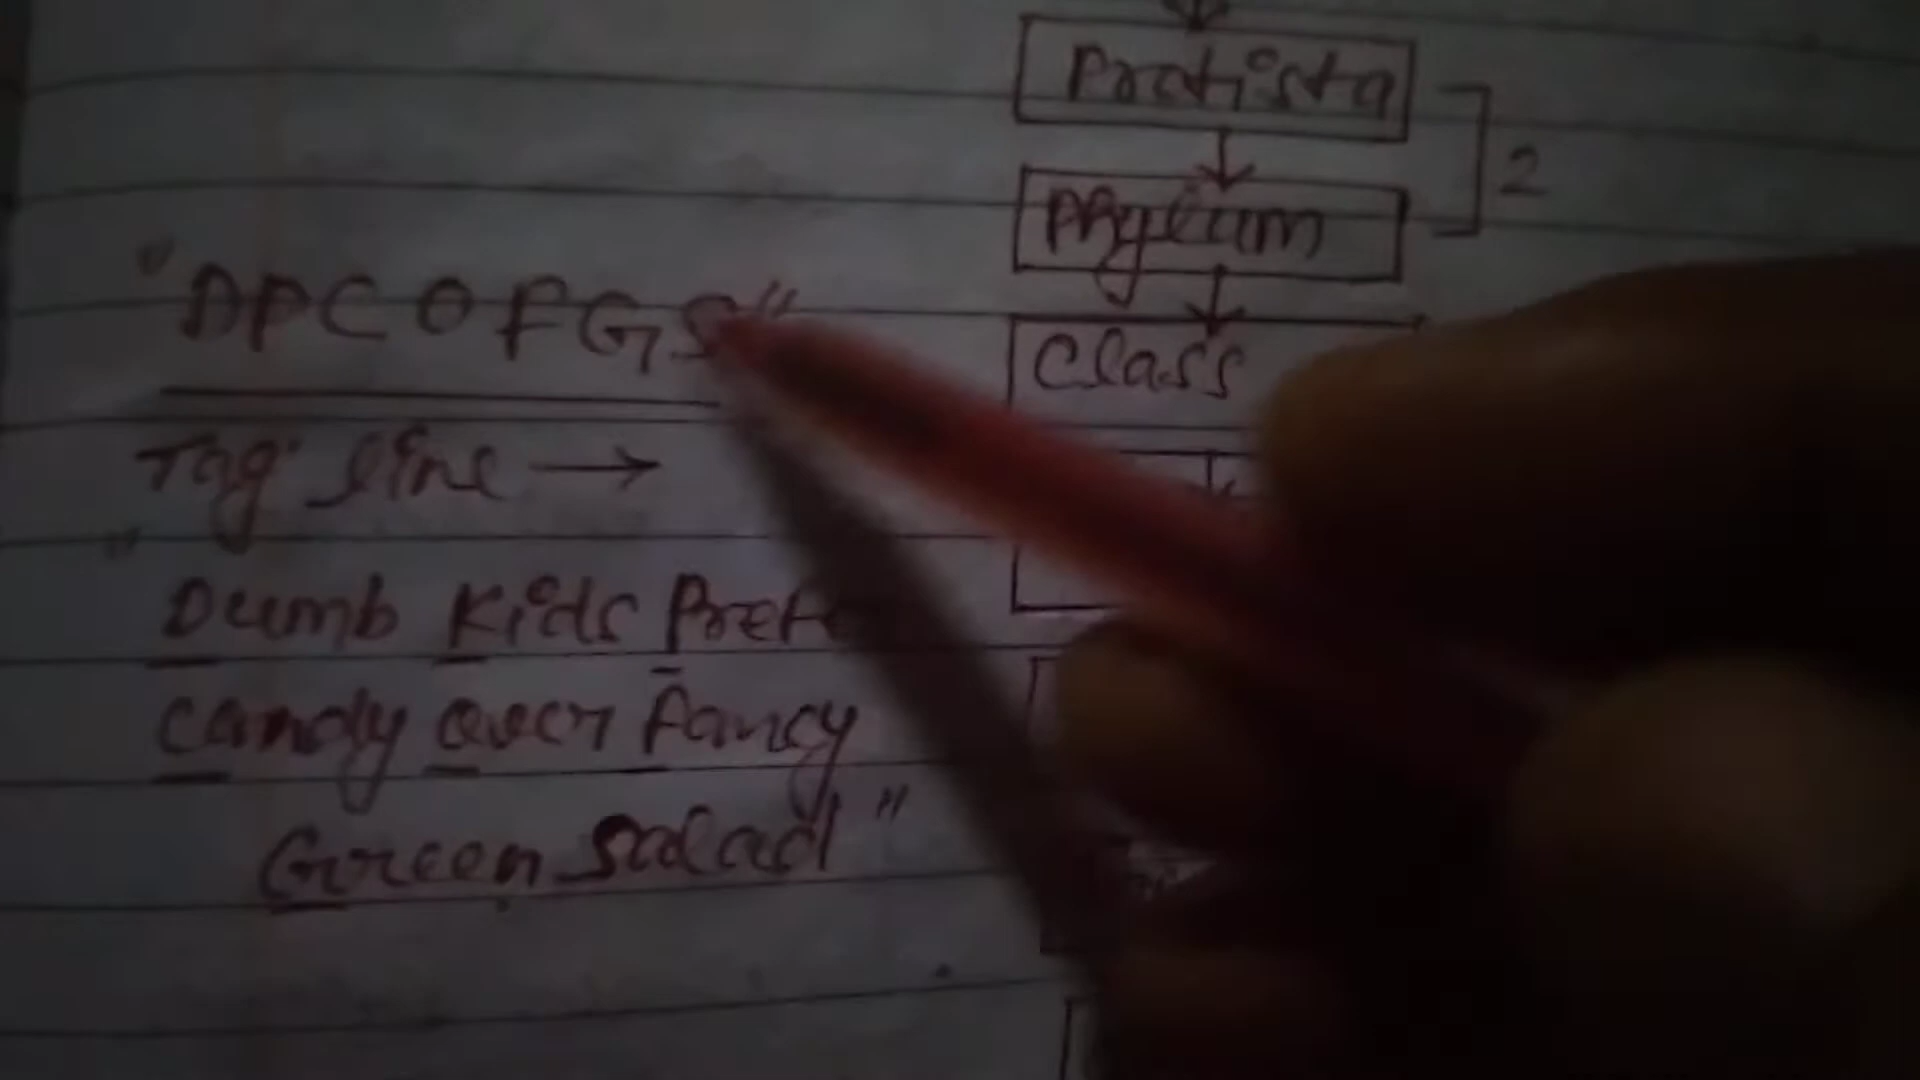 Protista
2
Phylum
"DPCOFGS"
Class
Tag line →
"Dumb Kids
Candy over Fancy
Green Salad"